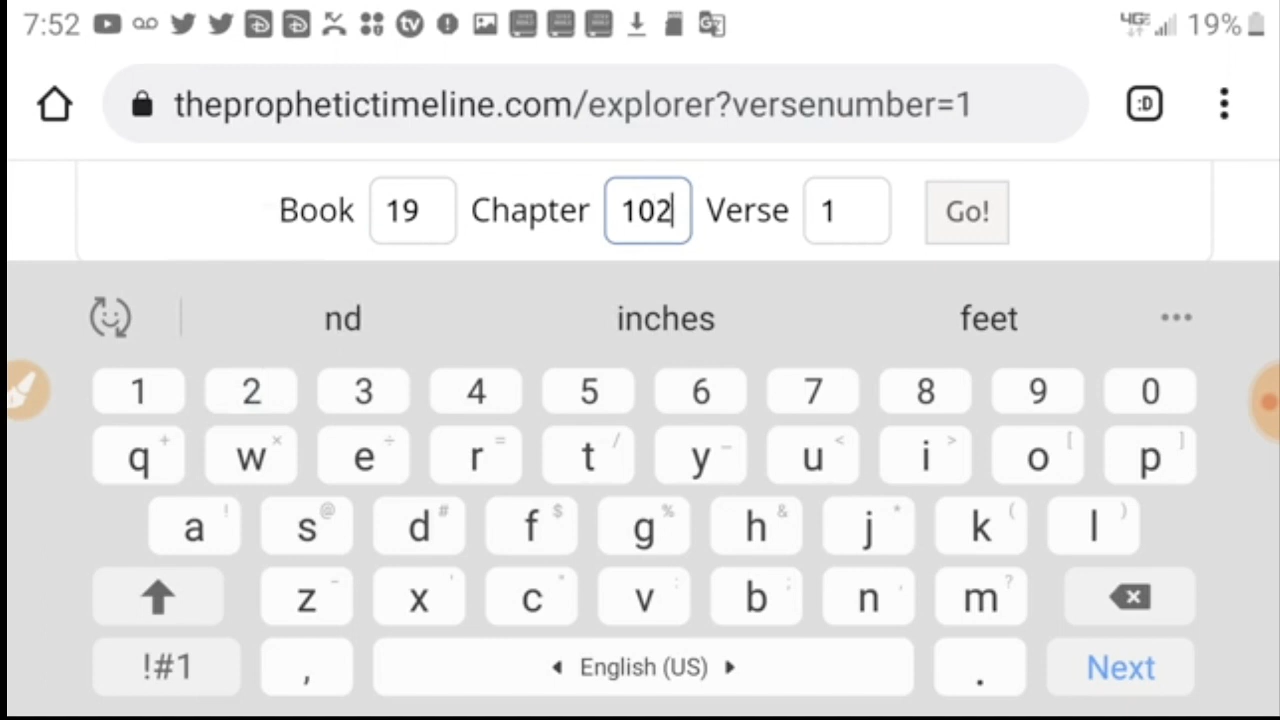 7:52 19%
theprophetictimeline.com/explorer?versenumber=1 :D
Book 19 Chapter 102 Verse 1 Go!
nd inches feet •••
1 2 3 4 5 6 7 8 9 0
q + w × e ÷ r = t / y _ u < i > o [ p ]
a ! s @ d # f $ g % h & j * k ( l )
z - x ' c " v : b ; n , m ?
!#1 , English (US) . Next